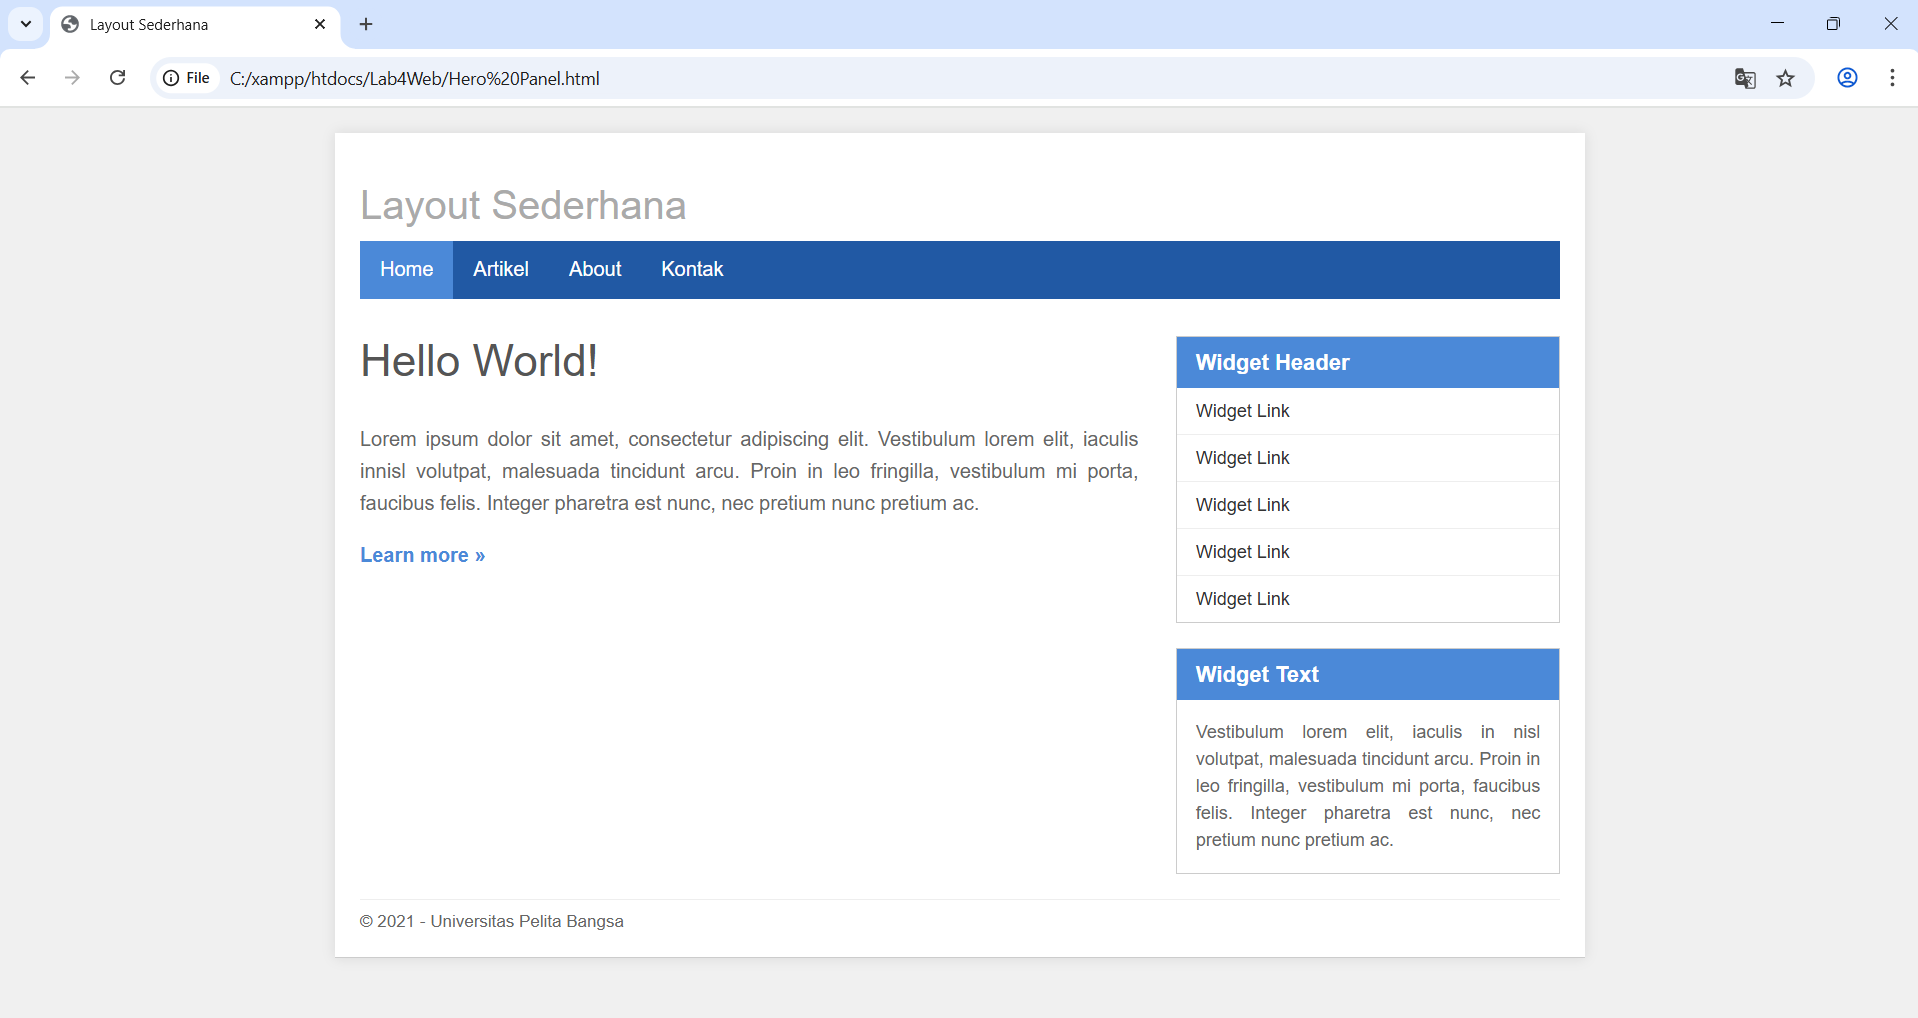 Layout Sederhana
File C:/xampp/htdocs/Lab4Web/Hero%20Panel.html
Layout Sederhana
Home Artikel About Kontak
Hello World!
Lorem ipsum dolor sit amet, consectetur adipiscing elit. Vestibulum lorem elit, iaculis
innisl volutpat, malesuada tincidunt arcu. Proin in leo fringilla, vestibulum mi porta,
faucibus felis. Integer pharetra est nunc, nec pretium nunc pretium ac.
Learn more »
Widget Header
Widget Link
Widget Link
Widget Link
Widget Link
Widget Link
Widget Text
Vestibulum lorem elit, iaculis in nisl
volutpat, malesuada tincidunt arcu. Proin in
leo fringilla, vestibulum mi porta, faucibus
felis. Integer pharetra est nunc, nec
pretium nunc pretium ac.
© 2021 - Universitas Pelita Bangsa